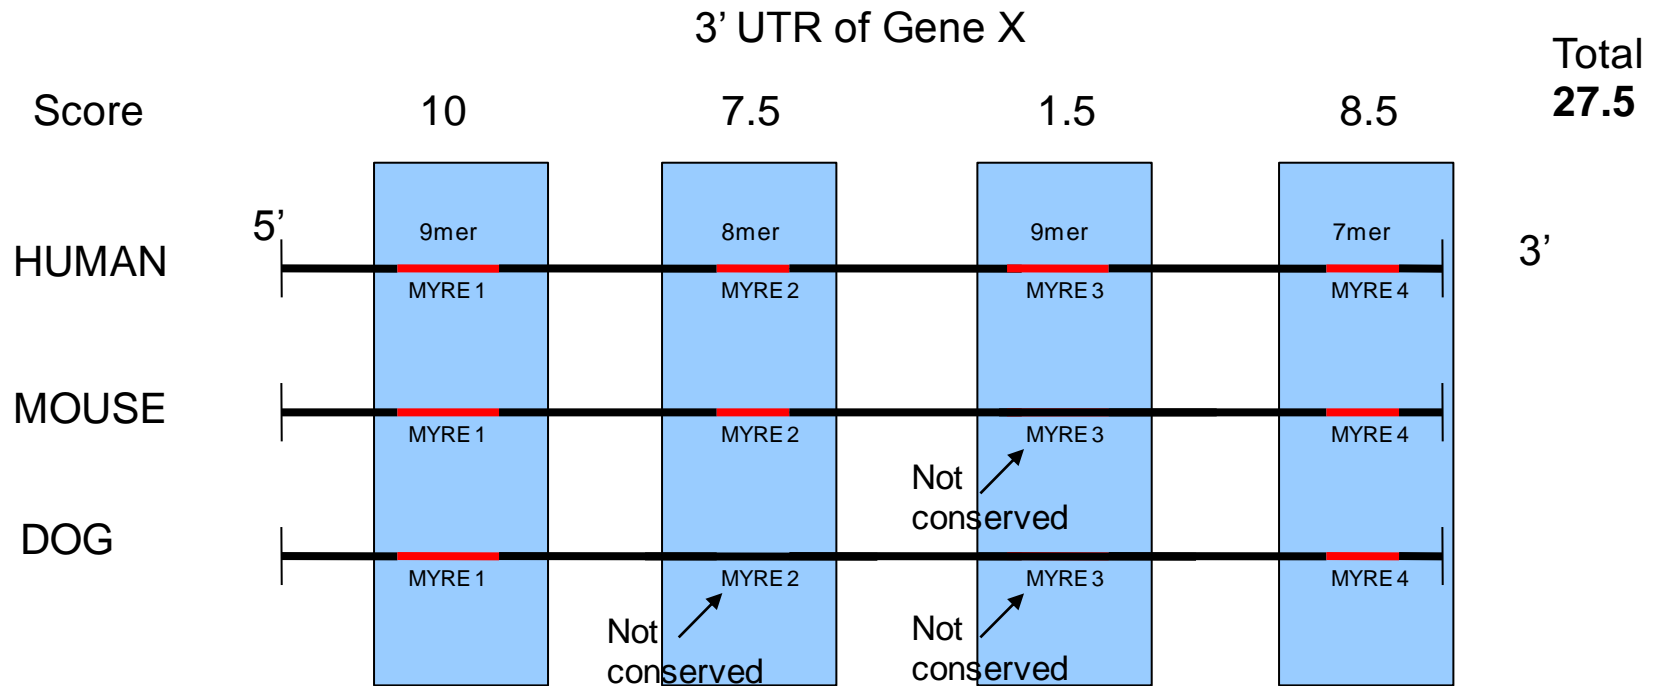 3’ UTR of Gene X
Total
27.5
Score 10 7.5 1.5 8.5
5’ 9mer 8mer 9mer 7mer 3’
HUMAN
MYRE 1 MYRE 2 MYRE 3 MYRE 4
MOUSE
MYRE 1 MYRE 2 MYRE 3 MYRE 4
Not
conserved
DOG
MYRE 1 MYRE 2 MYRE 3 MYRE 4
Not
conserved
Not
conserved